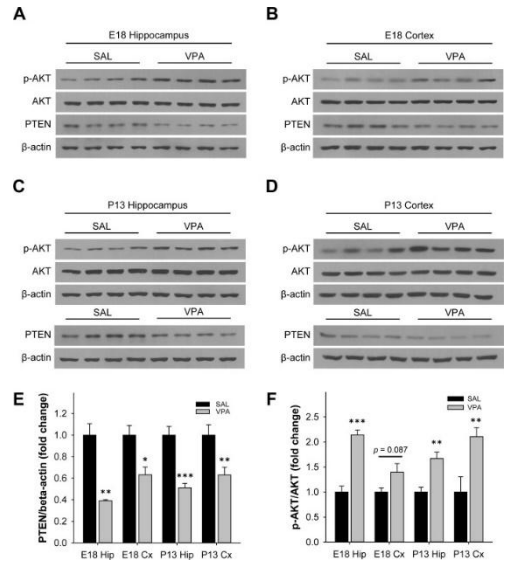 A
E18 Hippocampus
SAL VPA
p-AKT
AKT
PTEN
β-actin
B
E18 Cortex
SAL VPA
p-AKT
AKT
PTEN
β-actin
C
P13 Hippocampus
SAL VPA
p-AKT
AKT
β-actin
SAL VPA
PTEN
β-actin
D
P13 Cortex
SAL VPA
p-AKT
AKT
β-actin
SAL VPA
PTEN
β-actin
E
SAL
VPA
PTEN/beta-actin (fold change)
1.2
1.0
0.8
0.6
0.4
0.2
0
** * *** **
E18 Hip E18 Cx P13 Hip P13 Cx
F
SAL
VPA
p-AKT/AKT (fold change)
2.5
2.0
1.5
1.0
0.5
0.0
*** p = 0.087 ** **
E18 Hip E18 Cx P13 Hip P13 Cx